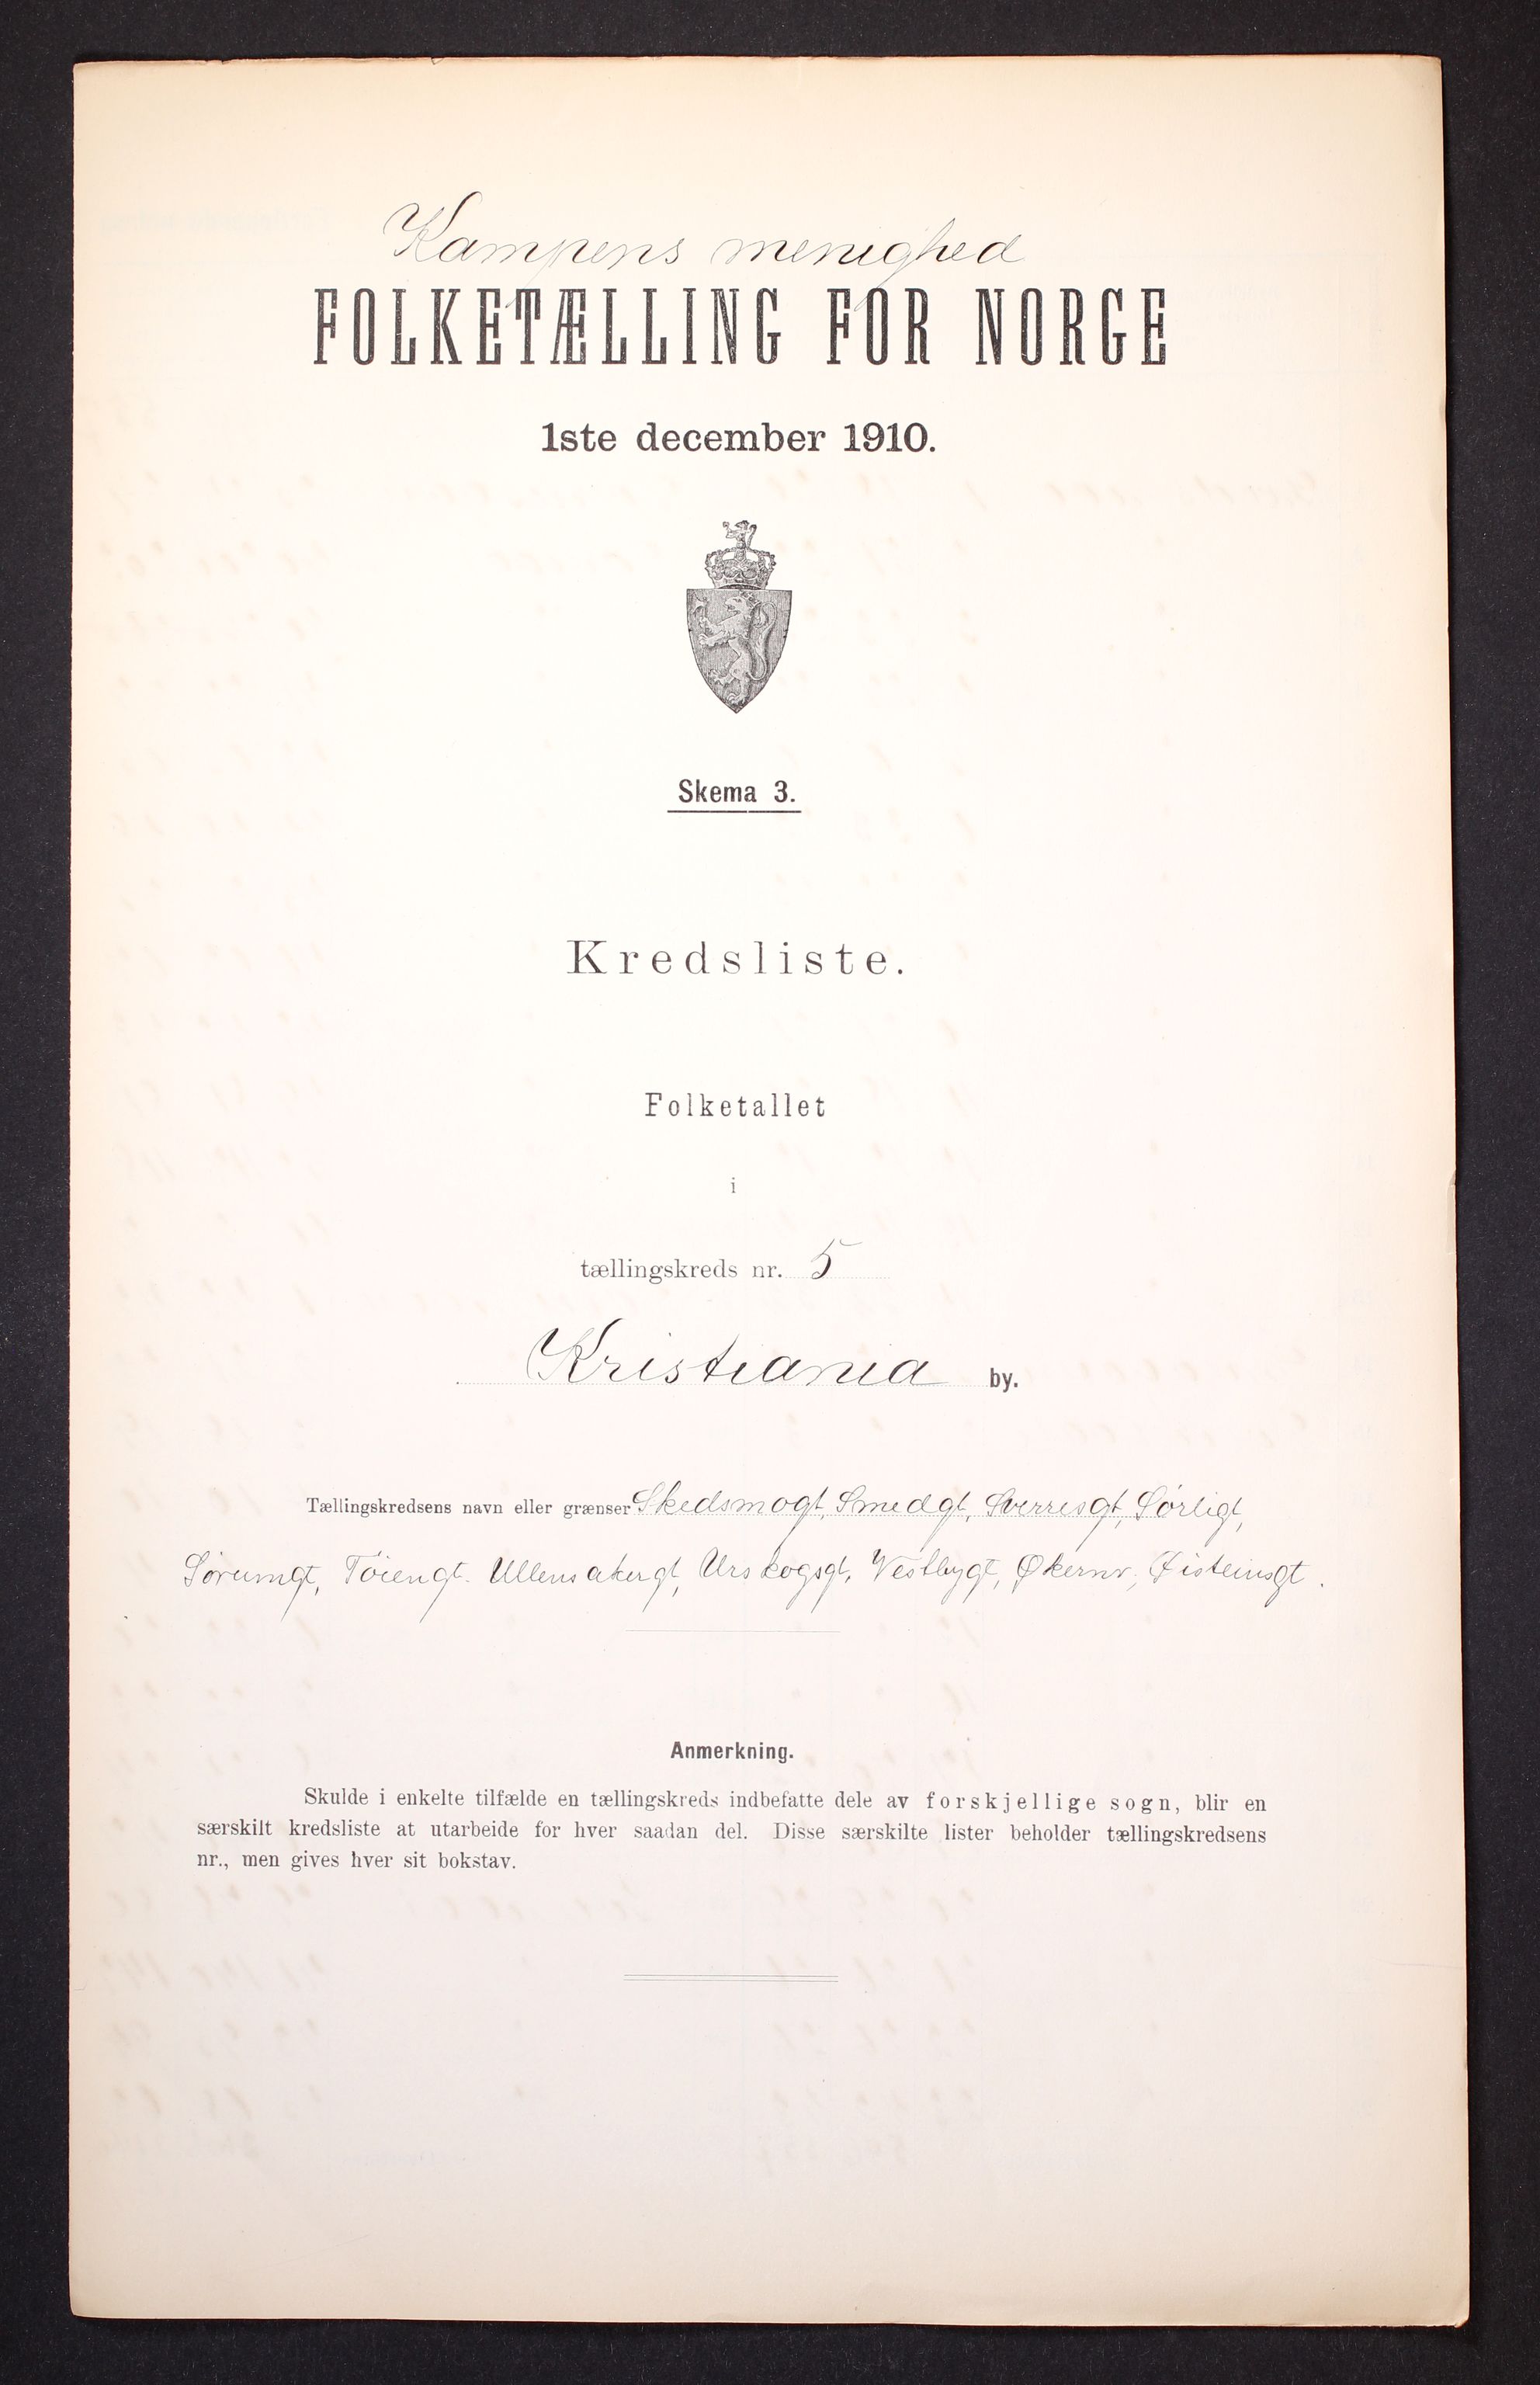 Kampens menighed
FOLKETÆLLING FOR NORGE
1ste december 1910.
Skema 3.
Kredsliste.
Folketallet
i
tællingskreds nr. 5
Kristiania by.
Tællingskredsens navn eller grænser Skedsmogt, Smedgt, Sverresgt, Sørligt,
Sørumgt, Töiengt. Ullensakergt, Urskogsgt, Vestbygt, Økernv, Øisteinsgt.
Anmerkning.
Skulde i enkelte tilfælde en tællingskreds indbefatte dele av forskjellige sogn, blir en
særskilt kredsliste at utarbeide for hver saadan del. Disse særskilte lister beholder tællingskredsens
nr., men gives hver sit bokstav.